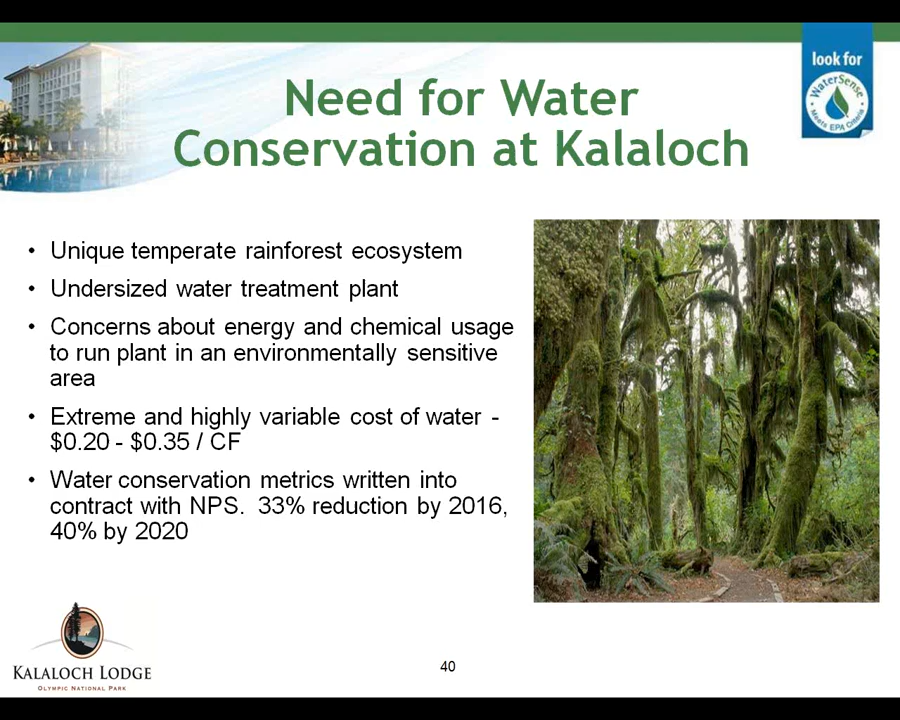 look for
WaterSense
Meets EPA Criteria
Need for Water
Conservation at Kalaloch
• Unique temperate rainforest ecosystem
• Undersized water treatment plant
• Concerns about energy and chemical usage
to run plant in an environmentally sensitive
area
• Extreme and highly variable cost of water -
$0.20 - $0.35 / CF
• Water conservation metrics written into
contract with NPS.  33% reduction by 2016,
40% by 2020
KALALOCH LODGE
OLYMPIC NATIONAL PARK
40